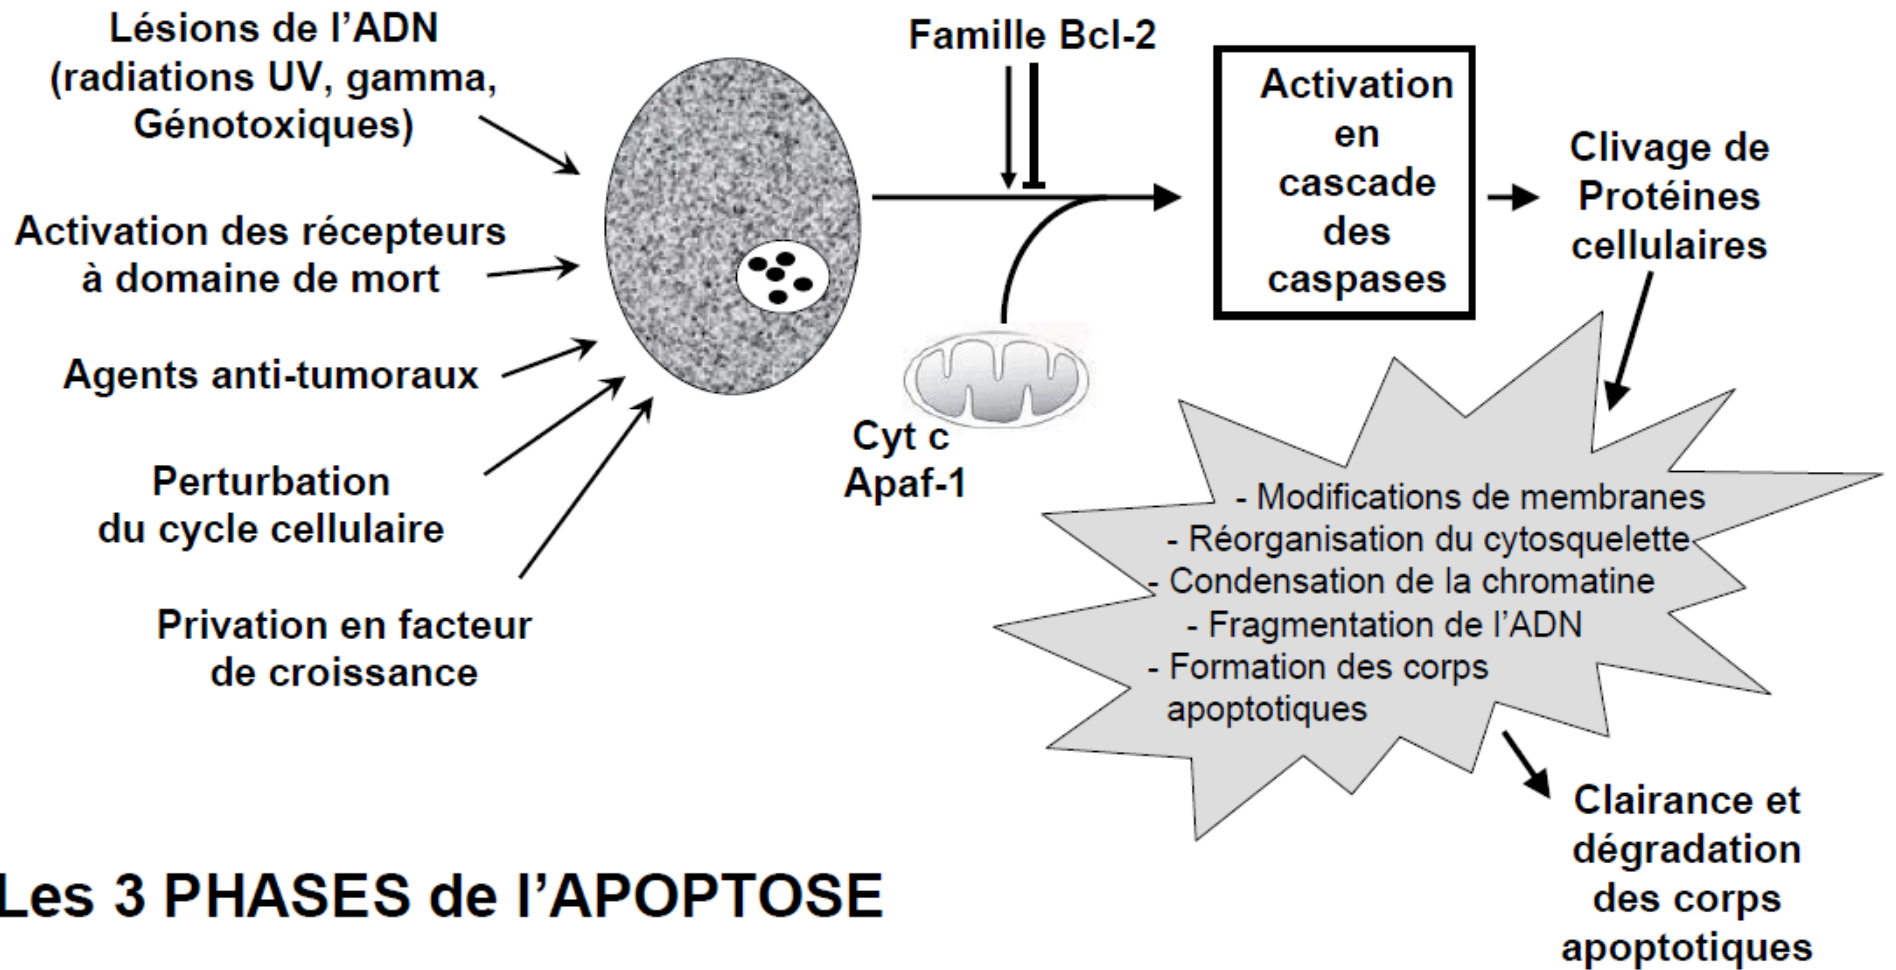 Lésions de l'ADN
(radiations UV, gamma,
Génotoxiques)
Activation des récepteurs
à domaine de mort
Agents anti-tumoraux
Perturbation
du cycle cellulaire
Privation en facteur
de croissance
Famille Bcl-2
Cyt c
Apaf-1
Activation
en
cascade
des
caspases
Clivage de
Protéines
cellulaires
- Modifications de membranes
- Réorganisation du cytosquelette
- Condensation de la chromatine
- Fragmentation de l'ADN
- Formation des corps
apoptotiques
Clairance et
dégradation
des corps
apoptotiques
Les 3 PHASES de l'APOPTOSE